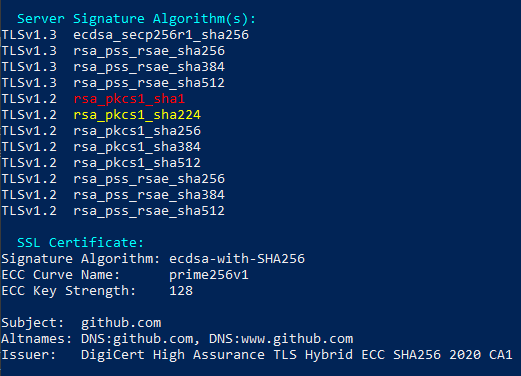 Server Signature Algorithm(s):
TLSv1.3 ecdsa_secp256r1_sha256
TLSv1.3 rsa_pss_rsae_sha256
TLSv1.3 rsa_pss_rsae_sha384
TLSv1.3 rsa_pss_rsae_sha512
TLSv1.2 rsa_pkcs1_sha1
TLSv1.2 rsa_pkcs1_sha224
TLSv1.2 rsa_pkcs1_sha256
TLSv1.2 rsa_pkcs1_sha384
TLSv1.2 rsa_pkcs1_sha512
TLSv1.2 rsa_pss_rsae_sha256
TLSv1.2 rsa_pss_rsae_sha384
TLSv1.2 rsa_pss_rsae_sha512
SSL Certificate:
Signature Algorithm: ecdsa-with-SHA256
ECC Curve Name: prime256v1
ECC Key Strength: 128
Subject: github.com
Altnames: DNS:github.com, DNS:www.github.com
Issuer: DigiCert High Assurance TLS Hybrid ECC SHA256 2020 CA1